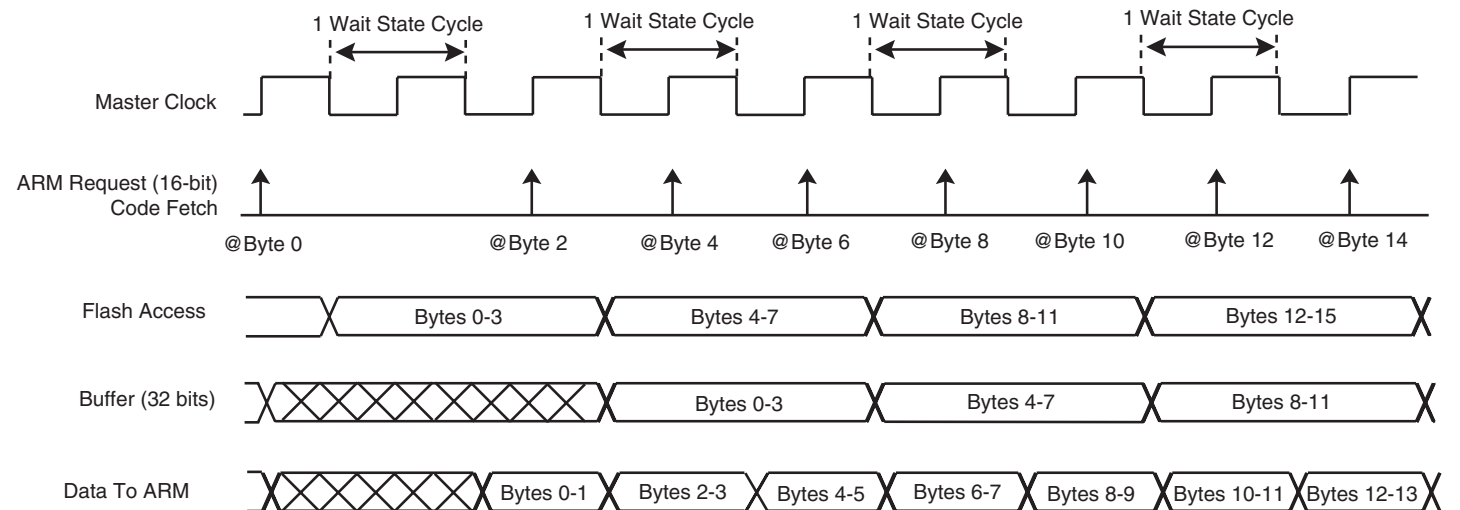 1 Wait State Cycle
1 Wait State Cycle
1 Wait State Cycle
1 Wait State Cycle
Master Clock
ARM Request (16-bit)
Code Fetch
@Byte 0
@Byte 2
@Byte 4
@Byte 6
@Byte 8
@Byte 10
@Byte 12
@Byte 14
Flash Access
Bytes 0-3
Bytes 4-7
Bytes 8-11
Bytes 12-15
Buffer (32 bits)
Bytes 0-3
Bytes 4-7
Bytes 8-11
Data To ARM
Bytes 0-1
Bytes 2-3
Bytes 4-5
Bytes 6-7
Bytes 8-9
Bytes 10-11
Bytes 12-13